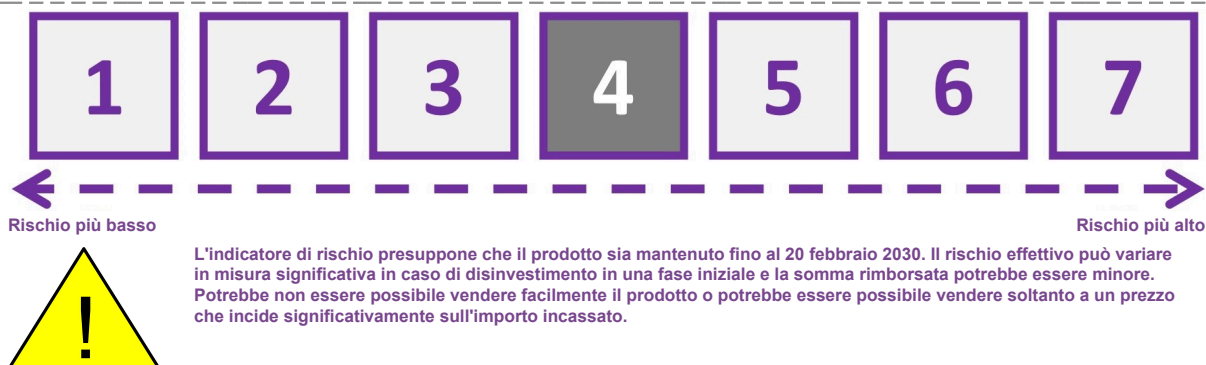 1 2 3 4 5 6 7
Rischio più basso Rischio più alto
L'indicatore di rischio presuppone che il prodotto sia mantenuto fino al 20 febbraio 2030. Il rischio effettivo può variare
in misura significativa in caso di disinvestimento in una fase iniziale e la somma rimborsata potrebbe essere minore.
Potrebbe non essere possibile vendere facilmente il prodotto o potrebbe essere possibile vendere soltanto a un prezzo
che incide significativamente sull'importo incassato.
!